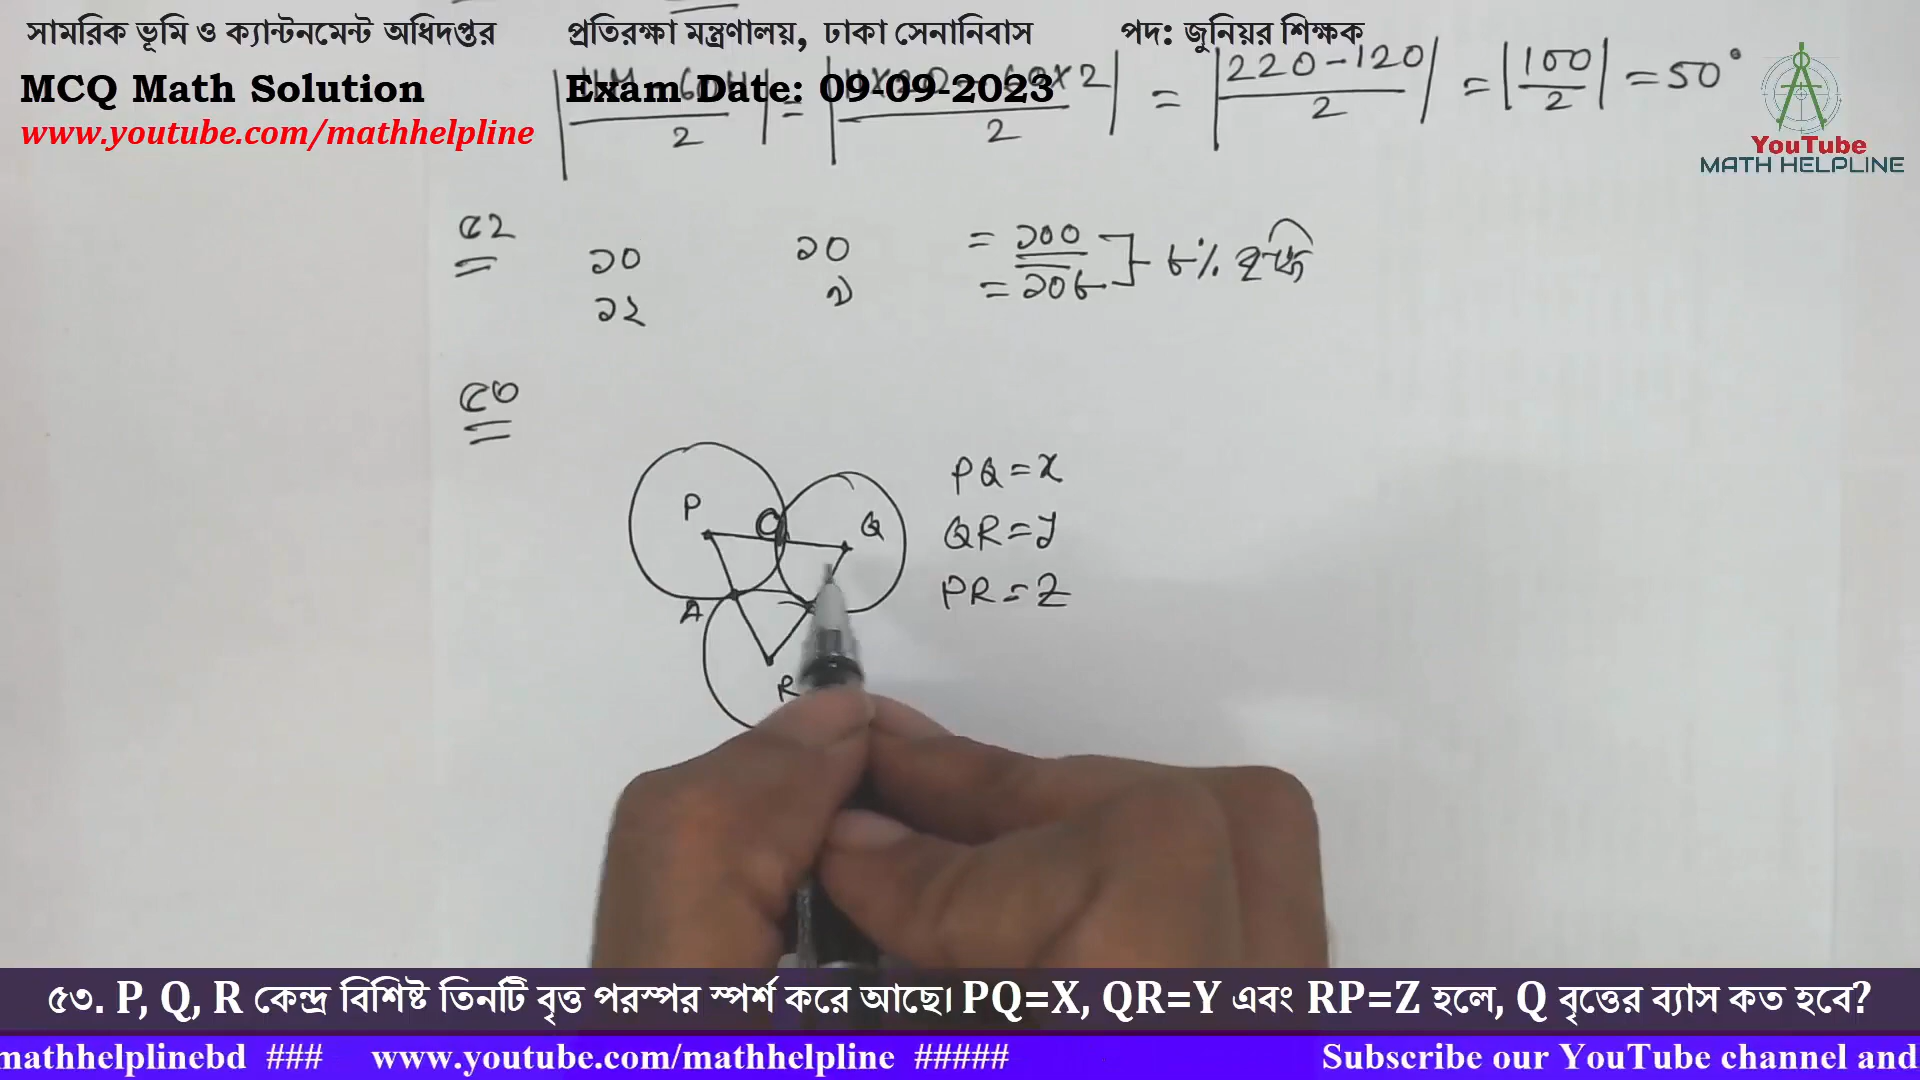 সামরিক ভূমি ও ক্যান্টনমেন্ট অধিদপ্তর প্রতিরক্ষা মন্ত্রণালয়, ঢাকা সেনানিবাস পদ: জুনিয়র শিক্ষক
MCQ Math Solution Exam Date: 09-09-2023
www.youtube.com/mathhelpline
2 = 2 = |220-120/2| = |100/2| = 50°
YouTube
MATH HELPLINE
৫২
১০ ১০ = ১০০
১২ ৯ = ১০৮ ৮% বৃদ্ধি
৫৩
P Q
A
R
PQ=x
QR=y
PR=z
৫৩. P, Q, R কেন্দ্র বিশিষ্ট তিনটি বৃত্ত পরস্পর স্পর্শ করে আছে। PQ=X, QR=Y এবং RP=Z হলে, Q বৃত্তের ব্যাস কত হবে?
mathhelplinebd ### www.youtube.com/mathhelpline ##### Subscribe our YouTube channel and